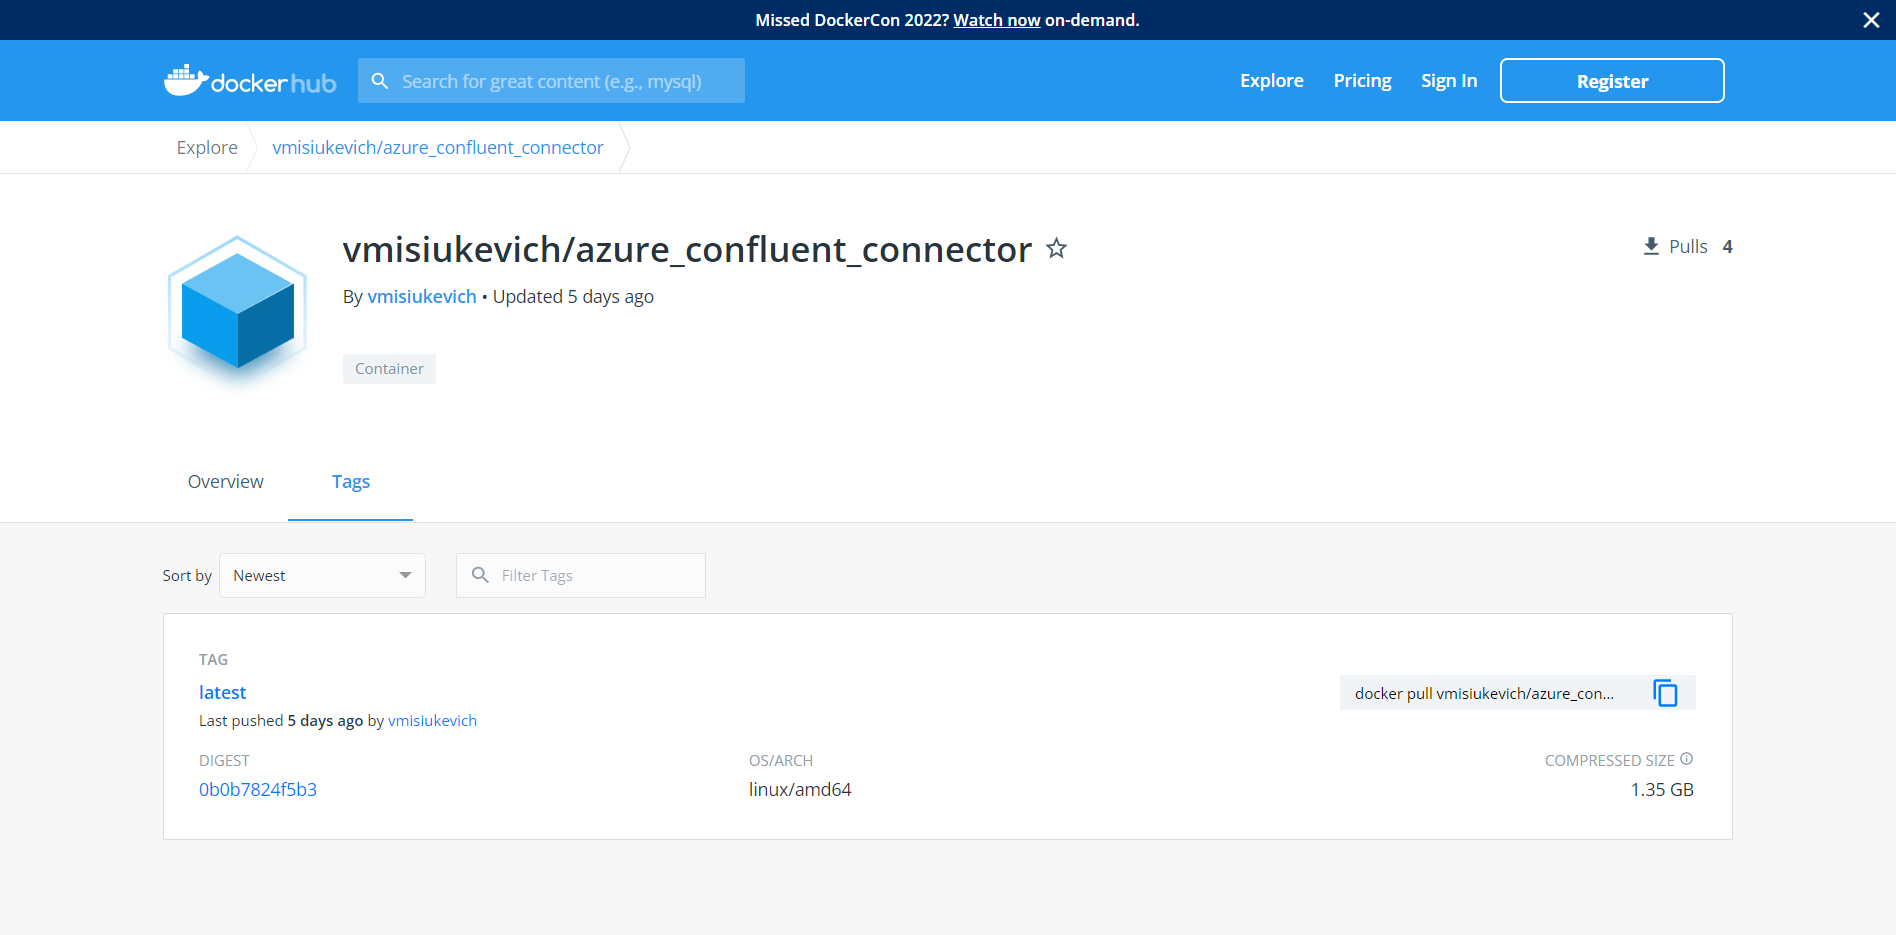 Missed DockerCon 2022? Watch now on-demand.
docker hub
Search for great content (e.g., mysql)
Explore
Pricing
Sign In
Register
Explore
vmisiukevich/azure_confluent_connector
vmisiukevich/azure_confluent_connector
Pulls 4
By vmisiukevich • Updated 5 days ago
Container
Overview
Tags
Sort by
Newest
Filter Tags
TAG
latest
docker pull vmisiukevich/azure_con...
Last pushed 5 days ago by vmisiukevich
DIGEST
OS/ARCH
COMPRESSED SIZE
0b0b7824f5b3
linux/amd64
1.35 GB